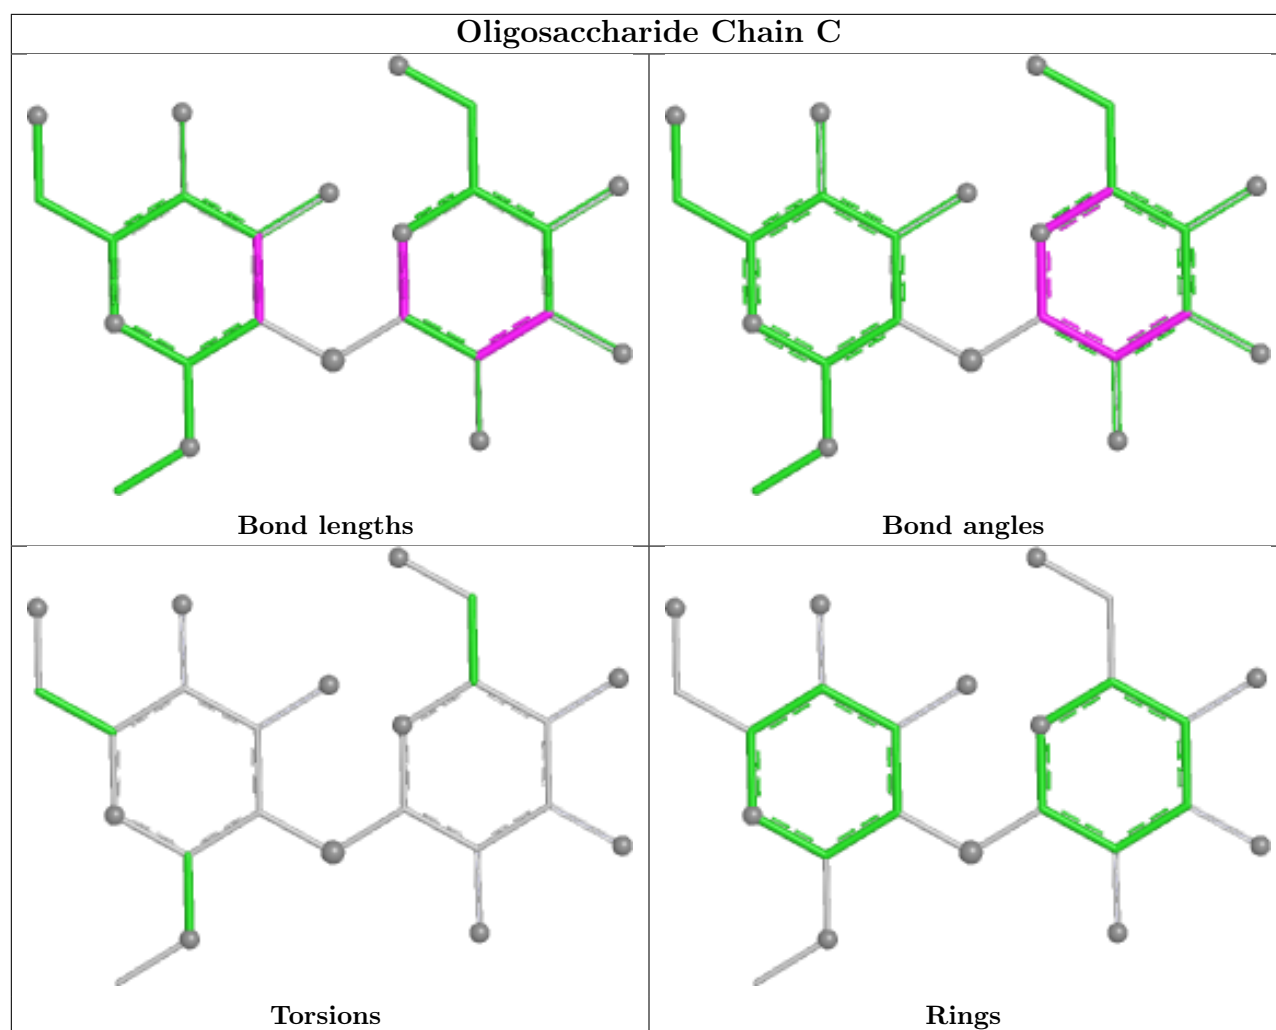 Oligosaccharide Chain C
Bond lengths
Bond angles
Torsions
Rings